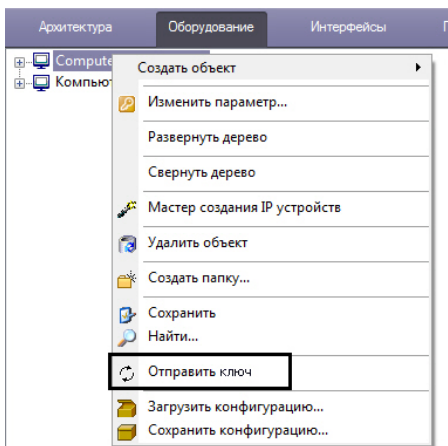 Архитектура Оборудование Интерфейсы
Compute
Компьют
Создать объект
Изменить параметр...
Развернуть дерево
Свернуть дерево
Мастер создания IP устройств
Удалить объект
Создать папку...
Сохранить
Найти...
Отправить ключ
Загрузить конфигурацию...
Сохранить конфигурацию...